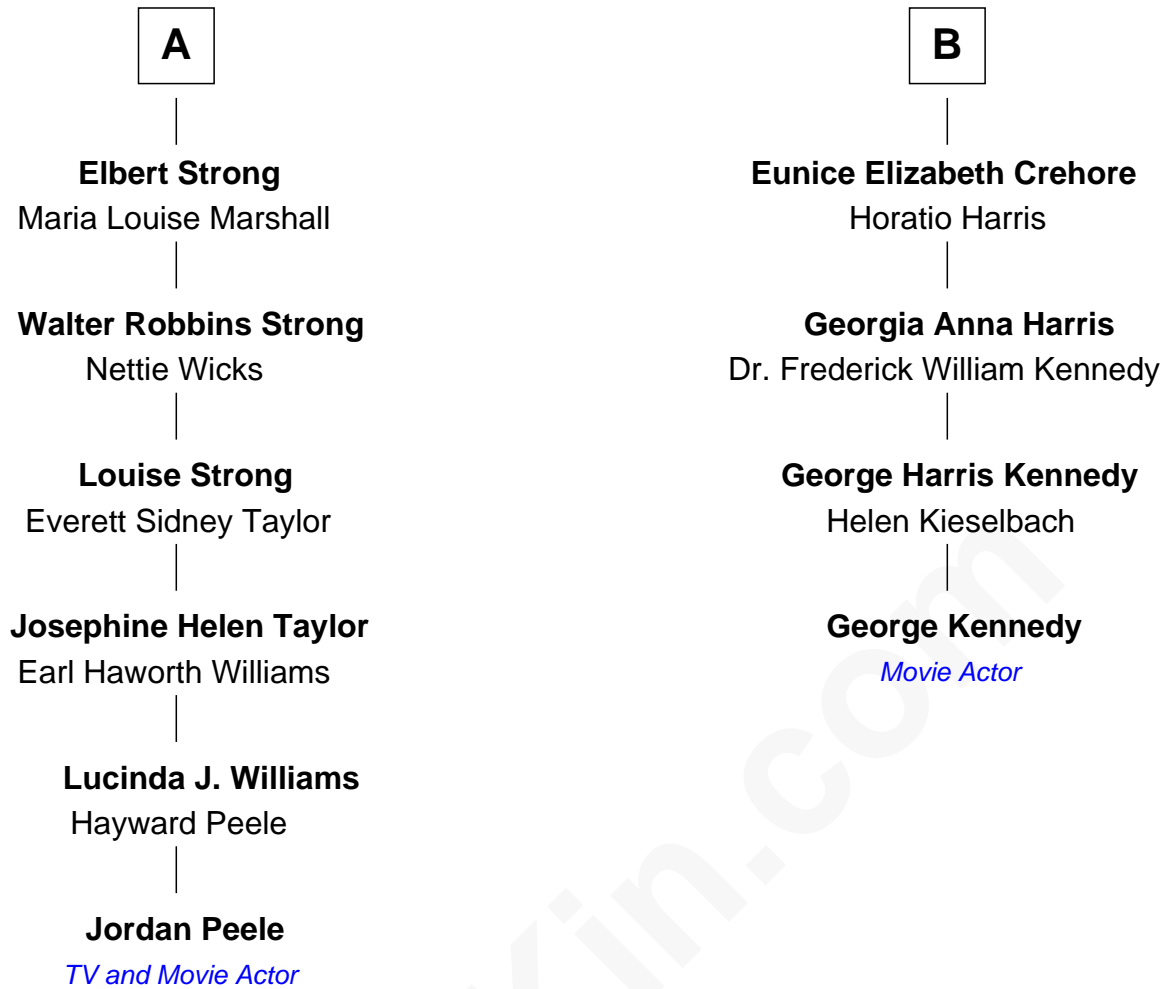 A
Elbert Strong
Maria Louise Marshall
Walter Robbins Strong
Nettie Wicks
Louise Strong
Everett Sidney Taylor
Josephine Helen Taylor
Earl Haworth Williams
Lucinda J. Williams
Hayward Peele
Jordan Peele
TV and Movie Actor
B
Eunice Elizabeth Crehore
Horatio Harris
Georgia Anna Harris
Dr. Frederick William Kennedy
George Harris Kennedy
Helen Kieselbach
George Kennedy
Movie Actor
in.com